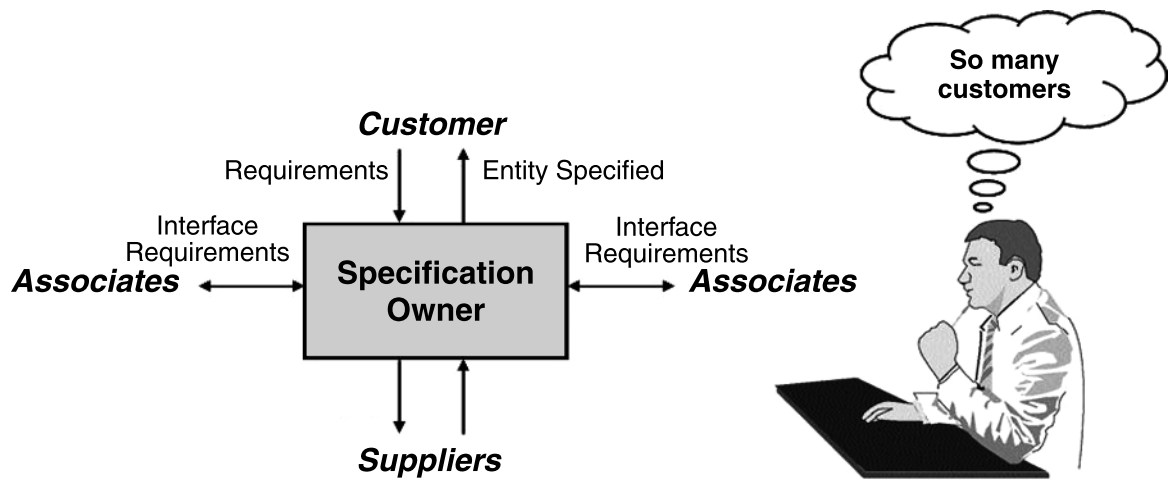 So many
customers
Customer
Requirements
Entity Specified
Interface
Requirements
Interface
Requirements
Associates
Specification
Owner
Associates
Suppliers